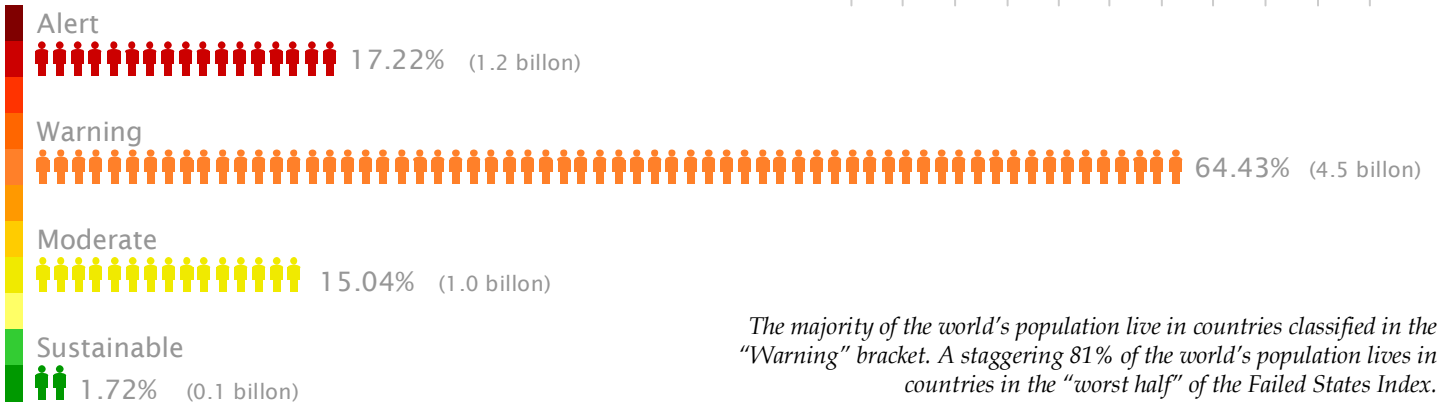 Alert
17.22% (1.2 billon)
Warning
64.43% (4.5 billon)
Moderate
15.04% (1.0 billon)
Sustainable
1.72% (0.1 billon)
The majority of the world’s population live in countries classified in the
“Warning” bracket. A staggering 81% of the world’s population lives in
countries in the “worst half” of the Failed States Index.